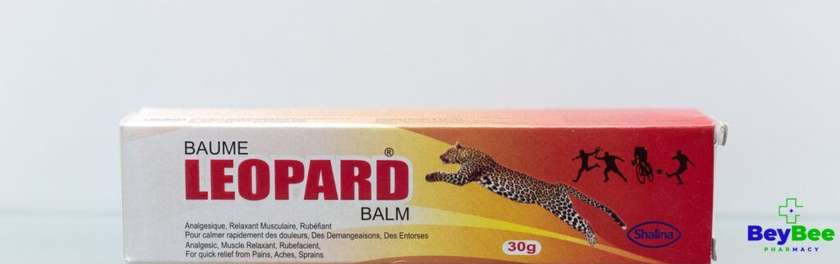 BAUME
LEOPARD®
BALM
Analgesique, Relaxant Musculaire, Rubéfiant
Pour calmer rapidement des douleurs, Des Demangeaisons, Des Entorses
Analgesic, Muscle Relaxant, Rubefacient,
For quick relief from Pains, Aches, Sprains
30g
Shalina
BeyBee
PHARMACY